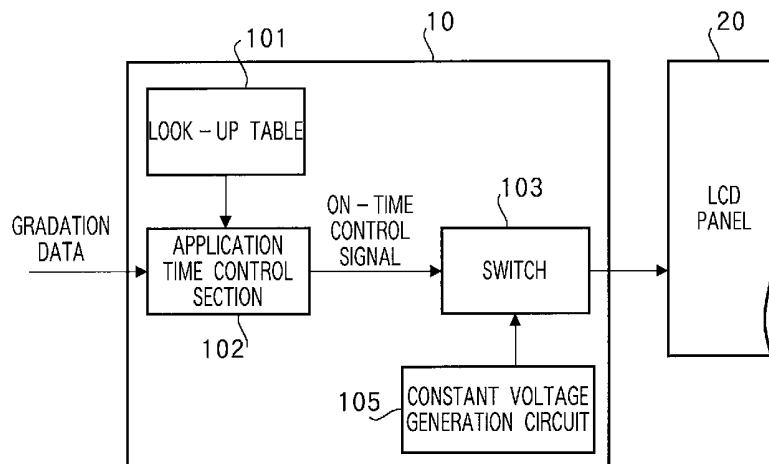 101
10
20
LOOK-UP TABLE
GRADATION
DATA
APPLICATION
TIME CONTROL
SECTION
102
ON-TIME
CONTROL
SIGNAL
103
SWITCH
LCD
PANEL
105
CONSTANT VOLTAGE
GENERATION CIRCUIT